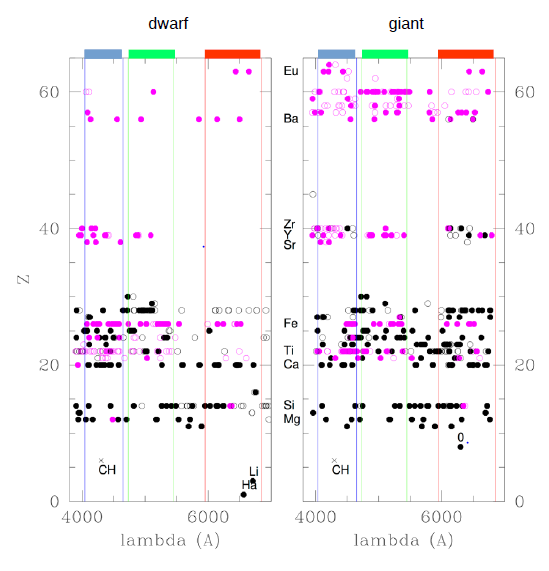 dwarf giant
60 Eu 60
Ba
40 Zr 40
Y
Sr
Z
Fe
20 Ti 20
Ca
Si
Mg
O
CH Li CH
Ha
0 0
4000 6000 4000 6000
lambda (A) lambda (A)